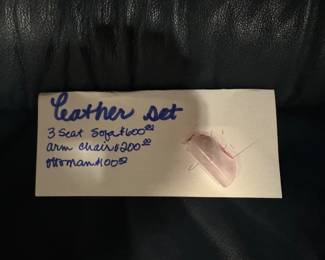 Leather set
3 Seat Sofa $600.00
arm chair $200.00
ottoman $100.00